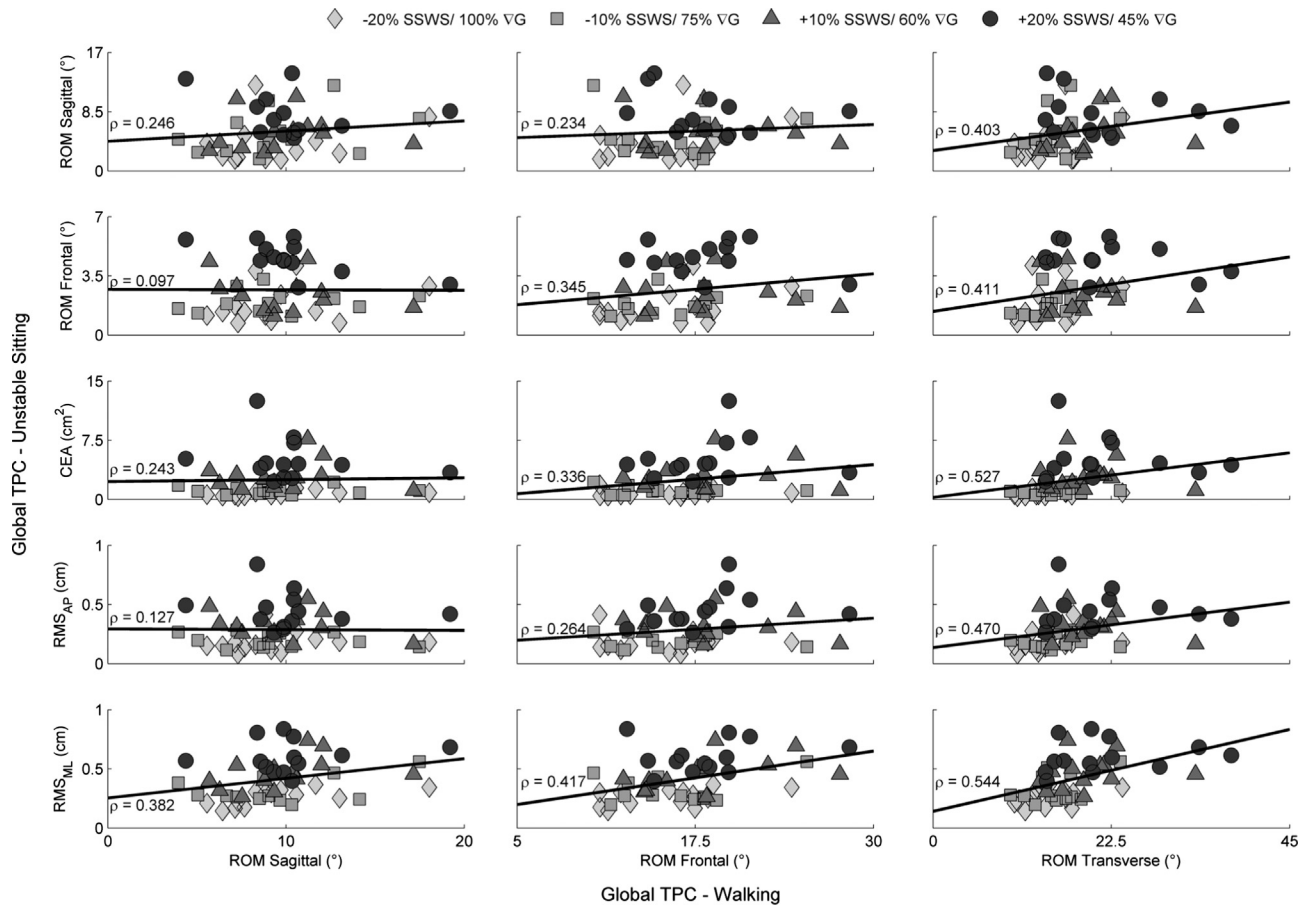 -20% SSWS/ 100% ∇G -10% SSWS/ 75% ∇G +10% SSWS/ 60% ∇G +20% SSWS/ 45% ∇G
Global TPC - Unstable Sitting
ROM Sagittal (°)
17
8.5
0
ρ = 0.246
ρ = 0.234
ρ = 0.403
ROM Frontal (°)
7
3.5
0
ρ = 0.097
ρ = 0.345
ρ = 0.411
CEA (cm²)
15
7.5
0
ρ = 0.243
ρ = 0.336
ρ = 0.527
RMS_AP (cm)
1
0.5
0
ρ = 0.127
ρ = 0.264
ρ = 0.470
RMS_ML (cm)
1
0.5
0
ρ = 0.382
ρ = 0.417
ρ = 0.544
0 10 20
5 17.5 30
0 22.5 45
ROM Sagittal (°)
ROM Frontal (°)
ROM Transverse (°)
Global TPC - Walking